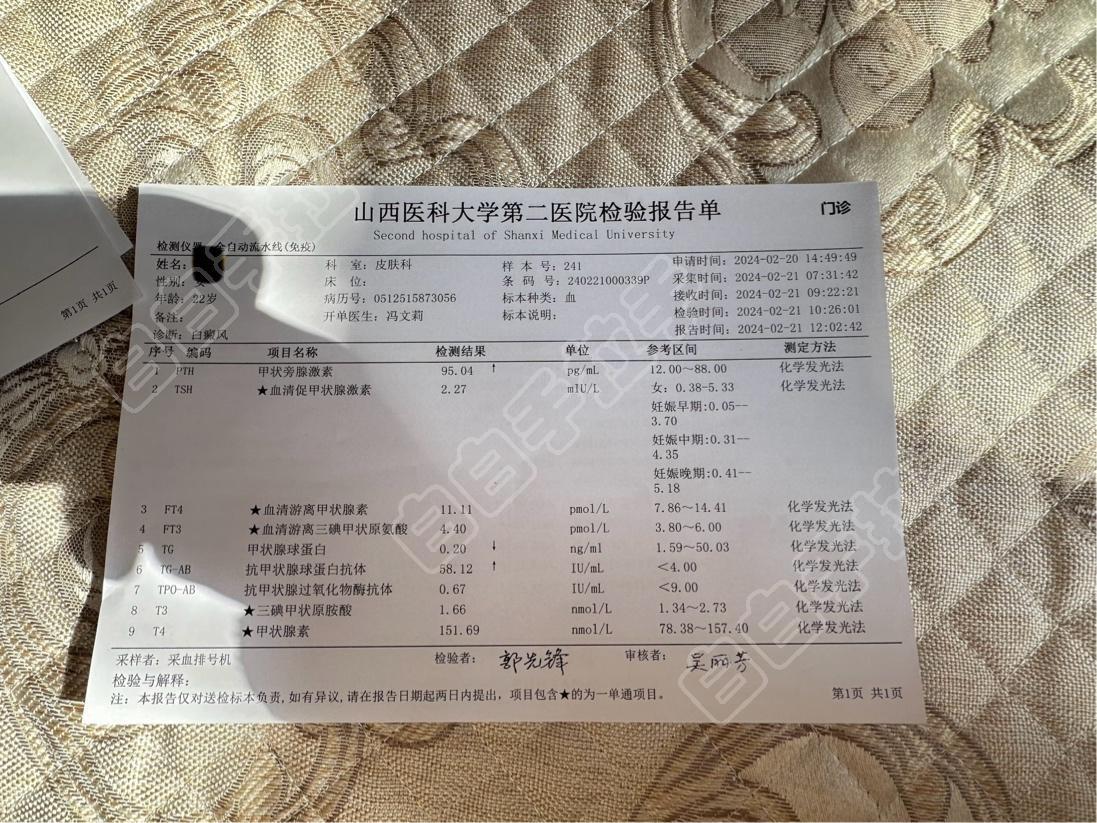 山西医科大学第二医院检验报告单 门诊
Second hospital of Shanxi Medical University
检测仪器：全自动流水线(免疫)
姓名： 科 室：皮肤科 样 本 号：241 申请时间：2024-02-20 14:49:49
性别：女 床 位： 条 码 号：240221000339P 采集时间：2024-02-21 07:31:42
年龄：22岁 病历号：0512515873056 标本种类：血 接收时间：2024-02-21 09:22:21
备注： 开单医生：冯文莉 标本说明： 检验时间：2024-02-21 10:26:01
诊断：白癜风 报告时间：2024-02-21 12:02:42
序号 编码 项目名称 检测结果 单位 参考区间 测定方法
1 PTH 甲状旁腺激素 95.04 ↑ pg/mL 12.00～88.00 化学发光法
2 TSH ★血清促甲状腺激素 2.27 mIU/L 女：0.38-5.33 化学发光法
妊娠早期:0.05--
3.70
妊娠中期:0.31--
4.35
妊娠晚期:0.41--
5.18
3 FT4 ★血清游离甲状腺素 11.11 pmol/L 7.86～14.41 化学发光法
4 FT3 ★血清游离三碘甲状原氨酸 4.40 pmol/L 3.80～6.00 化学发光法
5 TG 甲状腺球蛋白 0.20 ↓ ng/ml 1.59～50.03 化学发光法
6 TG-AB 抗甲状腺球蛋白抗体 58.12 ↑ IU/mL <4.00 化学发光法
7 TPO-AB 抗甲状腺过氧化物酶抗体 0.67 IU/mL <9.00 化学发光法
8 T3 ★三碘甲状原胺酸 1.66 nmol/L 1.34～2.73 化学发光法
9 T4 ★甲状腺素 151.69 nmol/L 78.38～157.40 化学发光法
采样者：采血排号机 检验者：郭先锋 审核者：吴丽芳
检验与解释：
注：本报告仅对送检标本负责,如有异议,请在报告日期起两日内提出，项目包含★的为一单通项目。 第1页 共1页
第1页 共1页